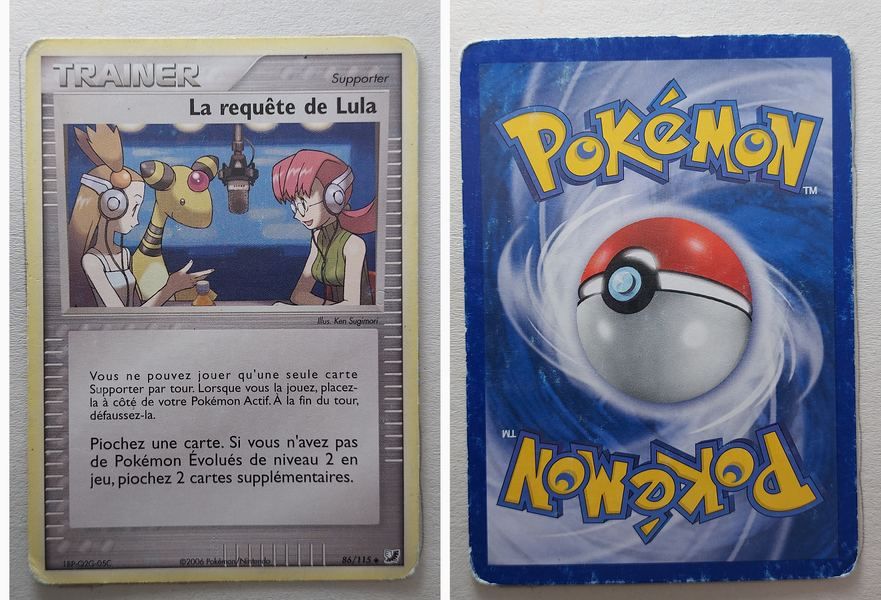 TRAINER
Supporter
La requête de Lula
Illus. Ken Sugimori
Vous ne pouvez jouer qu'une seule carte
Supporter par tour. Lorsque vous la jouez, placez-
la à côté de votre Pokémon Actif. À la fin du tour,
défaussez-la.
Piochez une carte. Si vous n'avez pas
de Pokémon Évolués de niveau 2 en
jeu, piochez 2 cartes supplémentaires.
©2006 Pokémon/Nintendo
86/115
POKéMON
TM
TM
POKéMON